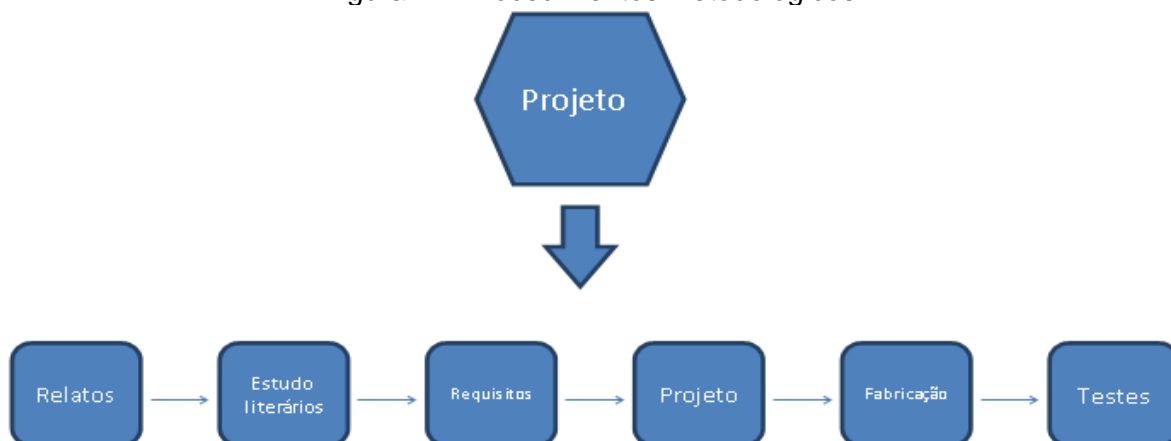 Projeto
Relatos
Estudo
literários
Requisitos
Projeto
Fabricação
Testes